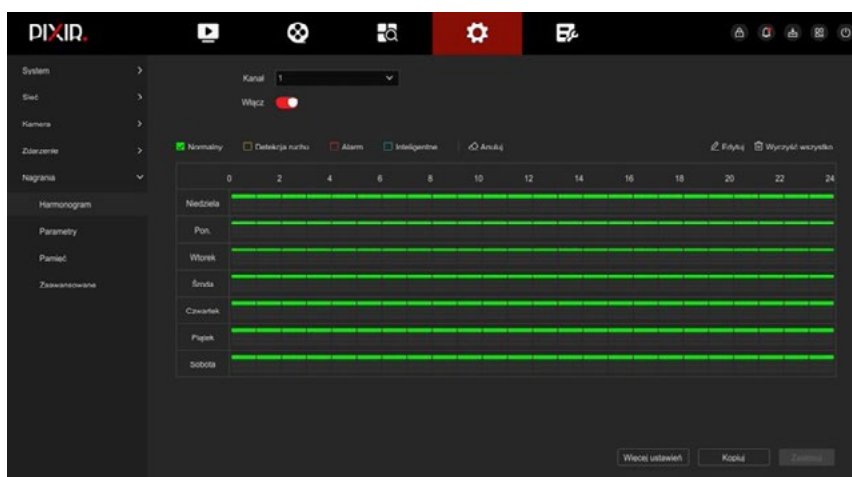 PIXIR.
System
Sieć
Kamera
Zdarzenie
Nagrania
Harmonogram
Parametry
Pamięć
Zaawansowane
Kanał 1
Włącz
Normalny Detekcja ruchu Alarm Inteligentne Anuluj Edytuj Wyczyść wszystko
0 2 4 6 8 10 12 14 16 18 20 22 24
Niedziela
Pon.
Wtorek
Środa
Czwartek
Piątek
Sobota
Więcej ustawień Kopiuj Zastosuj